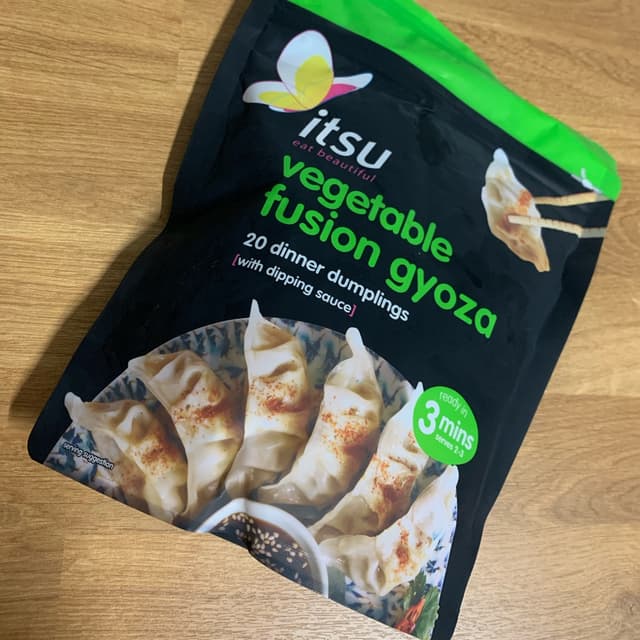 itsu
eat beautiful
vegetable
fusion gyoza
20 dinner dumplings
[with dipping sauce]
ready in
3 mins
serves 2-3
serving suggestion